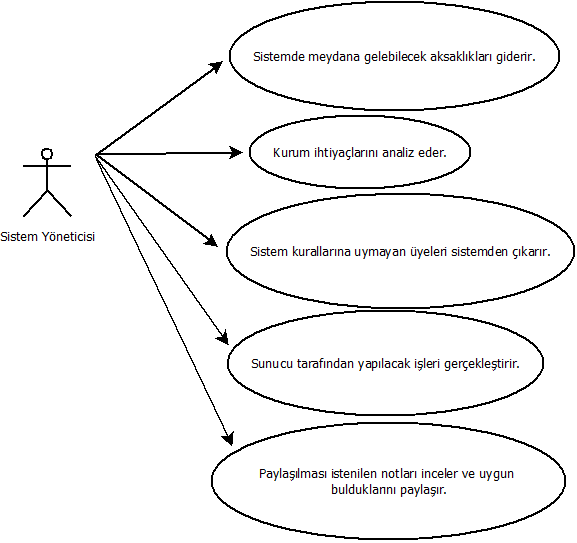 Sistemde meydana gelebilecek aksaklıkları giderir.
Kurum ihtiyaçlarını analiz eder.
Sistem Yöneticisi
Sistem kurallarına uymayan üyeleri sistemden çıkarır.
Sunucu tarafından yapılacak işleri gerçekleştirir.
Paylaşılması istenilen notları inceler ve uygun
bulduklarını paylaşır.